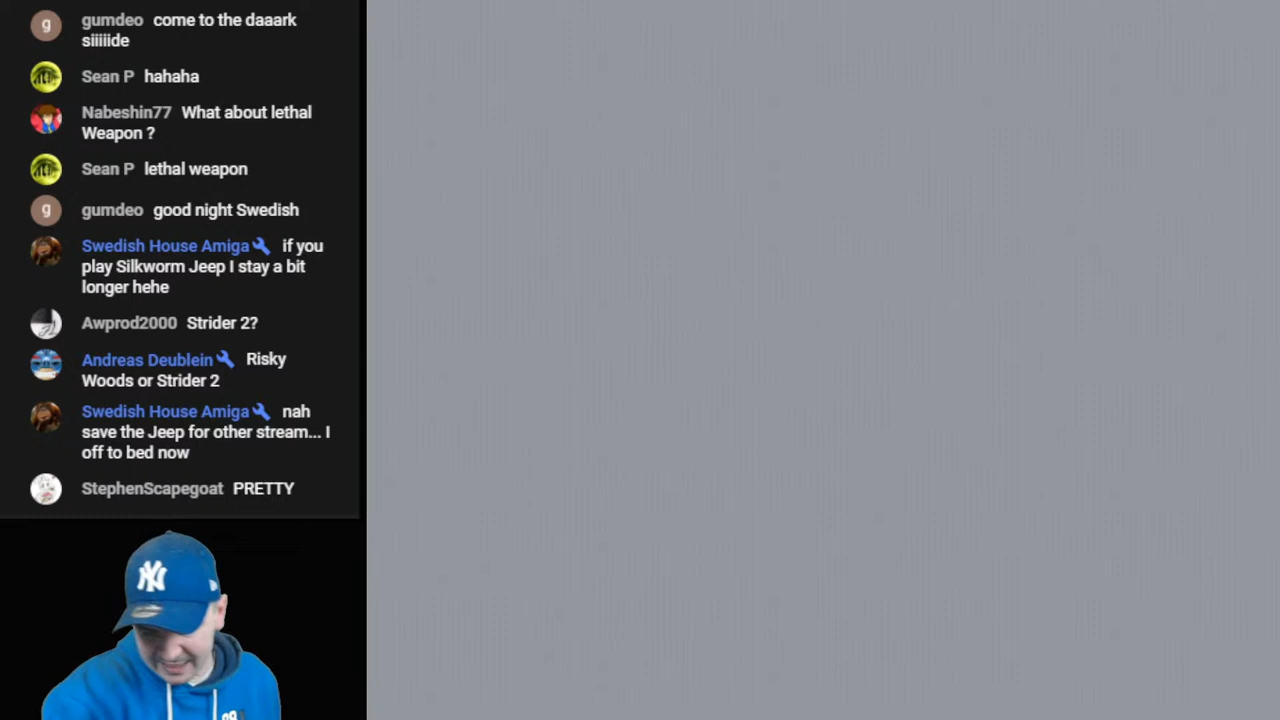 g gumdeo come to the daaark
siiiiide
Sean P hahaha
Nabeshin77 What about lethal
Weapon ?
Sean P lethal weapon
g gumdeo good night Swedish
Swedish House Amiga if you
play Silkworm Jeep I stay a bit
longer hehe
Awprod2000 Strider 2?
Andreas Deublein Risky
Woods or Strider 2
Swedish House Amiga nah
save the Jeep for other stream... I
off to bed now
StephenScapegoat PRETTY
NY